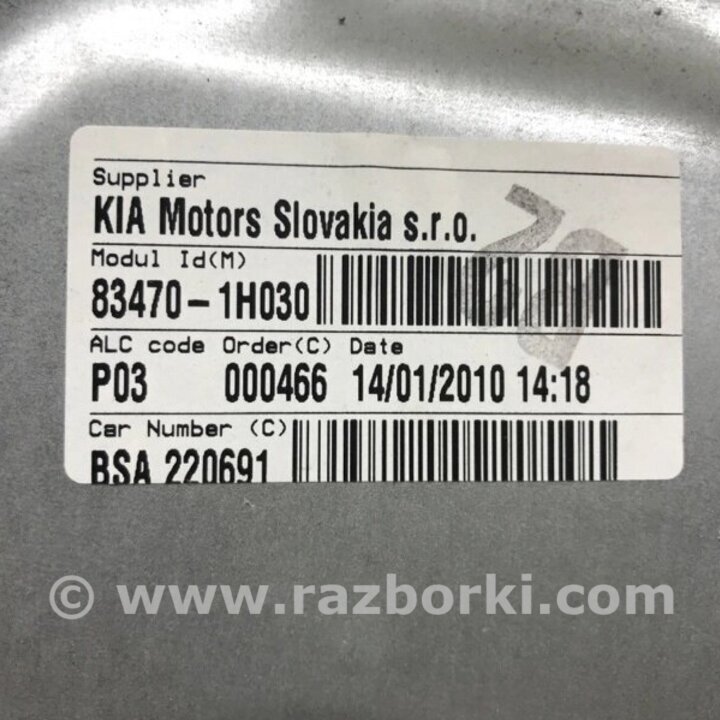 Supplier
KIA Motors Slovakia s.r.o.
Modul Id(M)
83470-1H030
ALC code Order(C) Date
P03 000466 14/01/2010 14:18
Car Number (C)
BSA 220691
© www.razborki.com